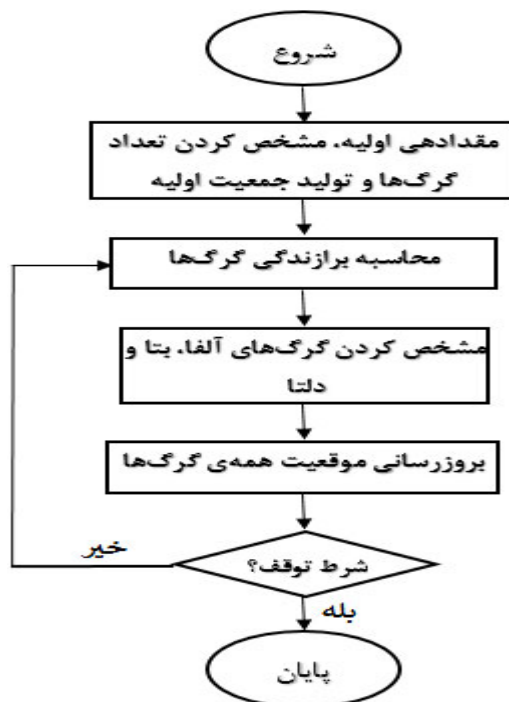 شروع
مقدادهی اولیه، مشخص کردن تعداد
گرگ‌ها و تولید جمعیت اولیه
محاسبه برازندگی گرگ‌ها
مشخص کردن گرگ‌های آلفا، بتا و
دلتا
بروزرسانی موقعیت همه‌ی گرگ‌ها
شرط توقف؟
خیر
بله
پایان